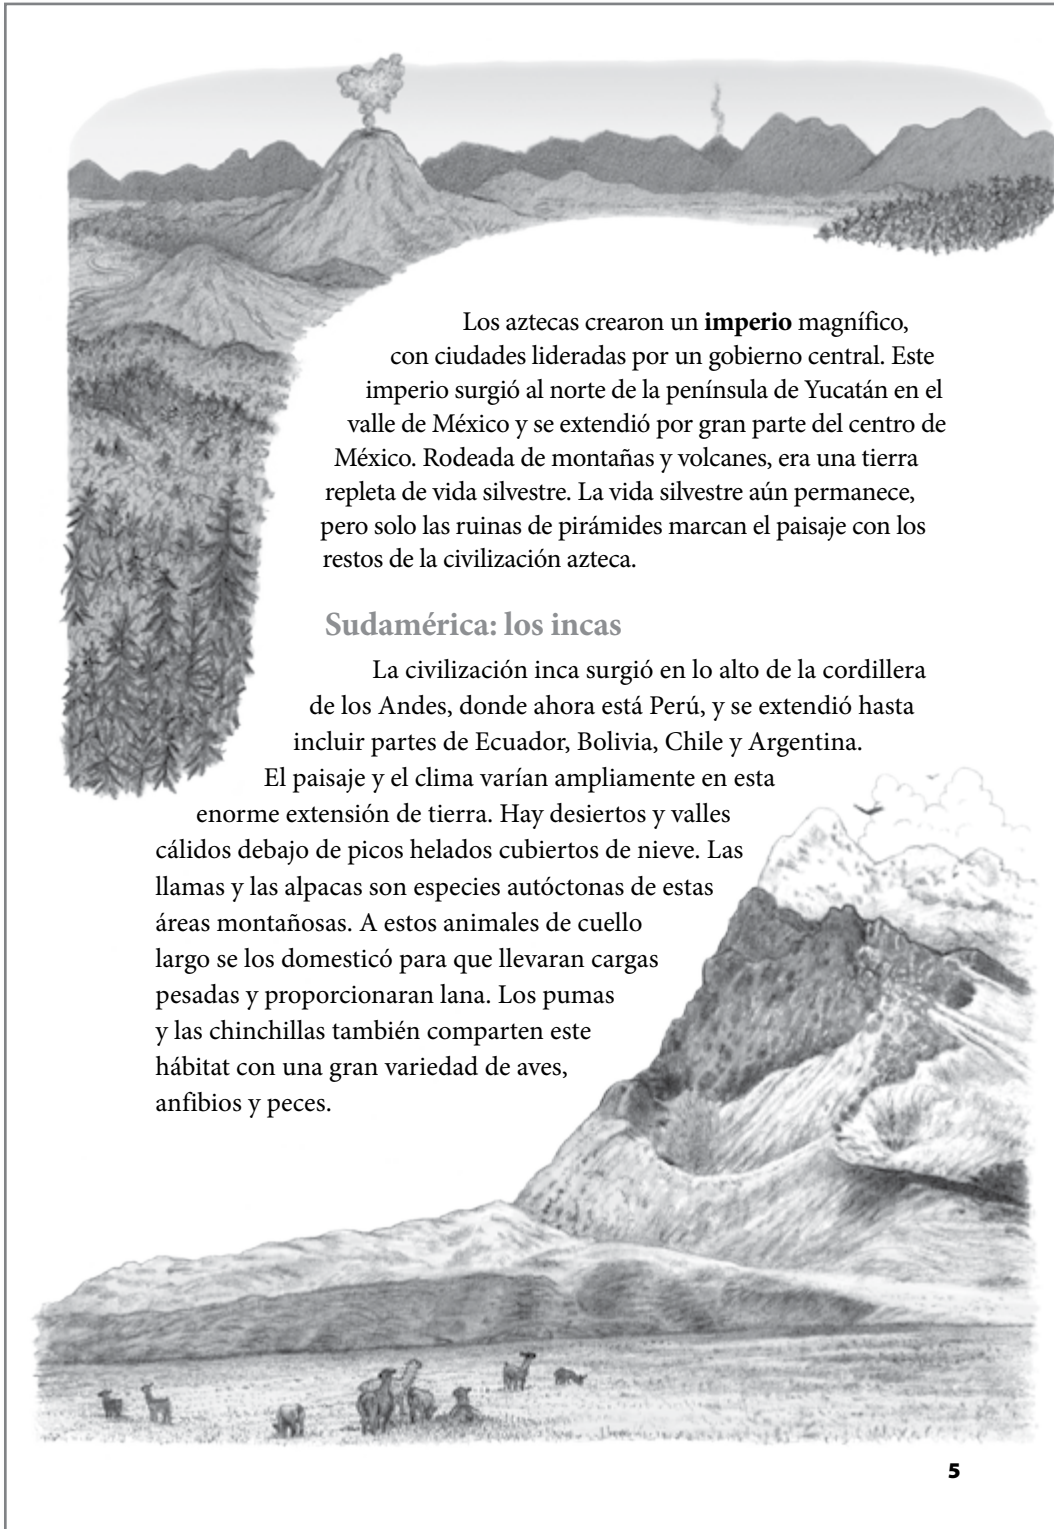 Los aztecas crearon un imperio magnífico,
con ciudades lideradas por un gobierno central. Este
imperio surgió al norte de la península de Yucatán en el
valle de México y se extendió por gran parte del centro de
México. Rodeada de montañas y volcanes, era una tierra
repleta de vida silvestre. La vida silvestre aún permanece,
pero solo las ruinas de pirámides marcan el paisaje con los
restos de la civilización azteca.
Sudamérica: los incas
La civilización inca surgió en lo alto de la cordillera
de los Andes, donde ahora está Perú, y se extendió hasta
incluir partes de Ecuador, Bolivia, Chile y Argentina.
El paisaje y el clima varían ampliamente en esta
enorme extensión de tierra. Hay desiertos y valles
cálidos debajo de picos helados cubiertos de nieve. Las
llamas y las alpacas son especies autóctonas de estas
áreas montañosas. A estos animales de cuello
largo se los domesticó para que llevaran cargas
pesadas y proporcionaran lana. Los pumas
y las chinchillas también comparten este
hábitat con una gran variedad de aves,
anfibios y peces.
5